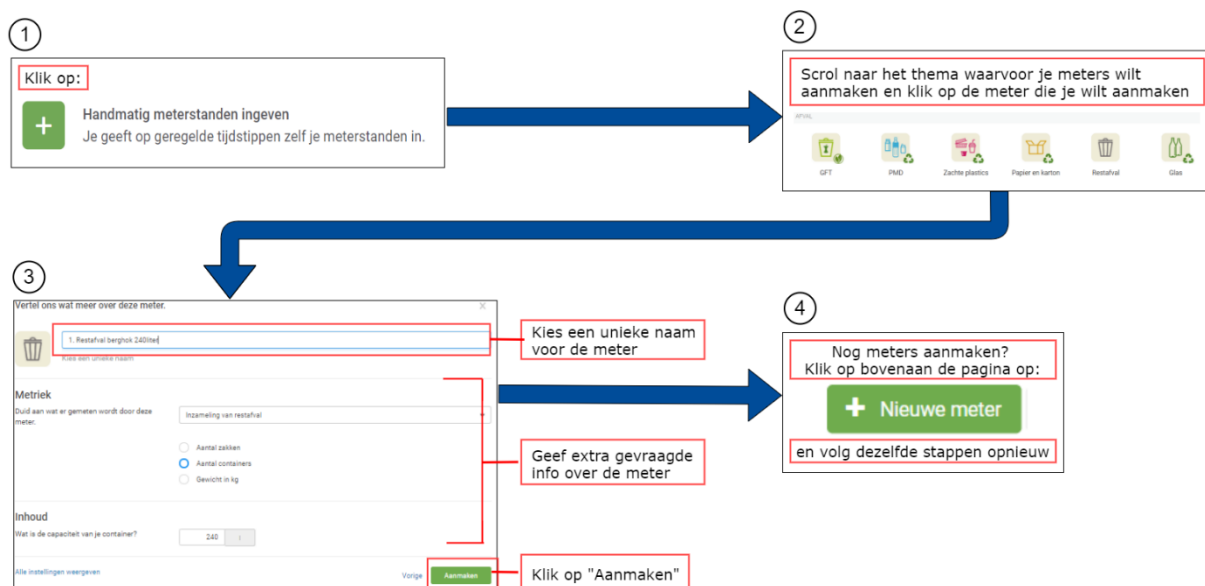 1
Klik op:
+
Handmatig meterstanden ingeven
Je geeft op geregelde tijdstippen zelf je meterstanden in.
2
Scrol naar het thema waarvoor je meters wilt
aanmaken en klik op de meter die je wilt aanmaken
AFVAL
GFT
PMD
Zachte plastics
Papier en karton
Restafval
Glas
3
Vertel ons wat meer over deze meter.
1. Restafval berghok 240liter
Kies een unieke naam
Kies een unieke naam
voor de meter
Metriek
Duid aan wat er gemeten wordt door deze
meter.
Inzameling van restafval
Aantal zakken
Aantal containers
Gewicht in kg
Geef extra gevraagde
info over de meter
Inhoud
Wat is de capaciteit van je container?
240
Alle instellingen weergeven
Vorige
Aanmaken
Klik op "Aanmaken"
4
Nog meters aanmaken?
Klik op bovenaan de pagina op:
+ Nieuwe meter
en volg dezelfde stappen opnieuw